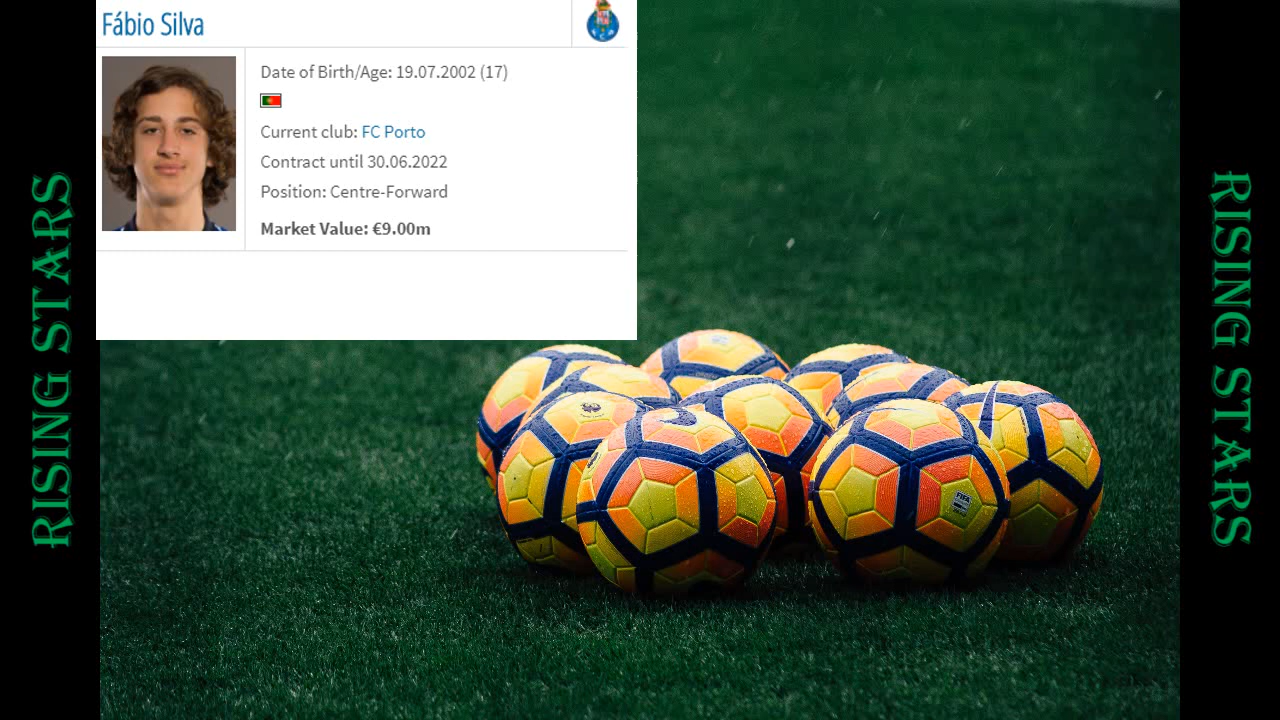 Fábio Silva
Date of Birth/Age: 19.07.2002 (17)
Current club: FC Porto
Contract until 30.06.2022
Position: Centre-Forward
Market Value: €9.00m
RISING STARS
RISING STARS
FIFA